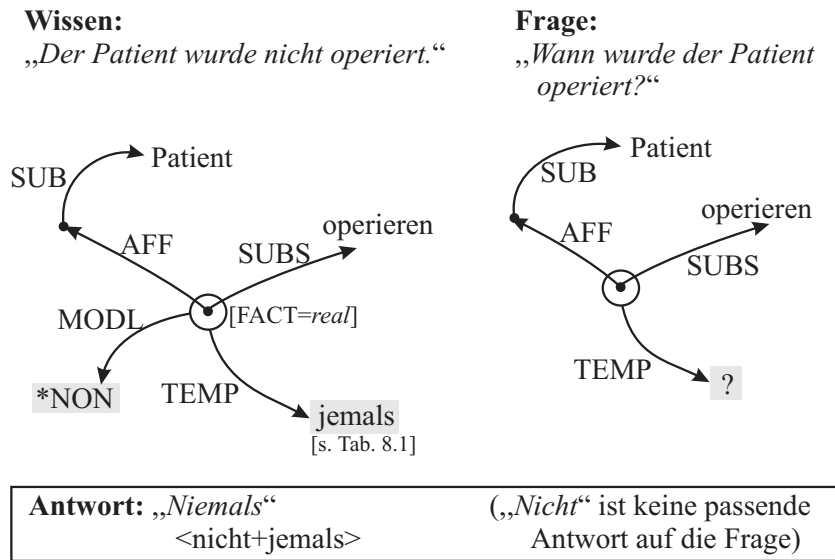 Wissen:
„Der Patient wurde nicht operiert.“
Patient
SUB
operieren
AFF
SUBS
MODL
[FACT=real]
*NON
TEMP
jemals
[s. Tab. 8.1]
Frage:
„Wann wurde der Patient
operiert?“
Patient
SUB
operieren
AFF
SUBS
TEMP
?
Antwort: „Niemals“
<nicht+jemals>
(„Nicht“ ist keine passende
Antwort auf die Frage)